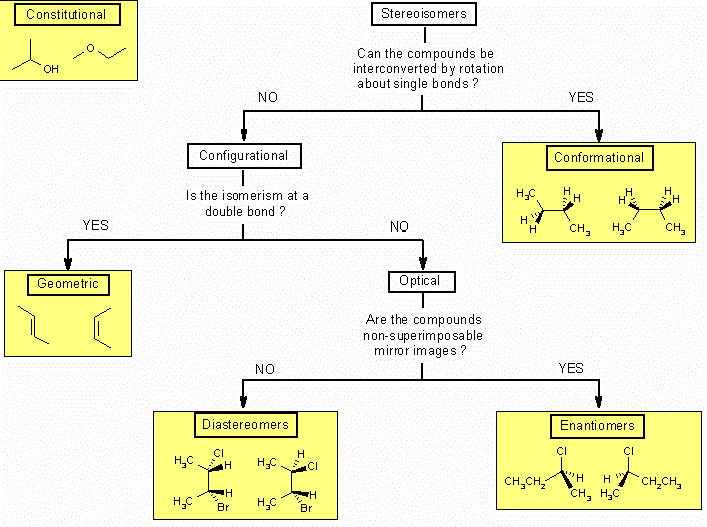 Constitutional
OH
O
Stereoisomers
Can the compounds be
interconverted by rotation
about single bonds ?
NO
YES
Configurational
Conformational
H₃C
H
H
H
H
CH₃
H
H
H
H₃C
CH₃
Is the isomerism at a
double bond ?
YES
NO
Geometric
Optical
Are the compounds
non-superimposable
mirror images ?
NO
YES
Diastereomers
H₃C
Cl
H
H₃C
H
Br
H₃C
H
Cl
H₃C
H
Br
Enantiomers
Cl
CH₃CH₂
H
CH₃
Cl
H
H₃C
CH₂CH₃